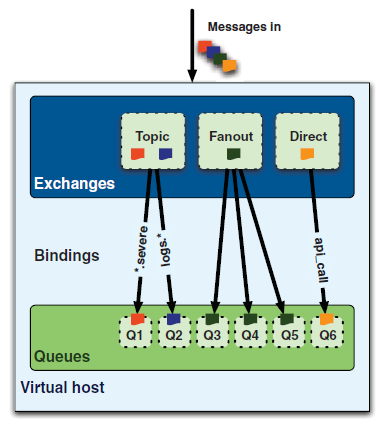 Messages in
Topic
Fanout
Direct
Exchanges
Bindings
*.severe
logs.*
api_call
Q1
Q2
Q3
Q4
Q5
Q6
Queues
Virtual host